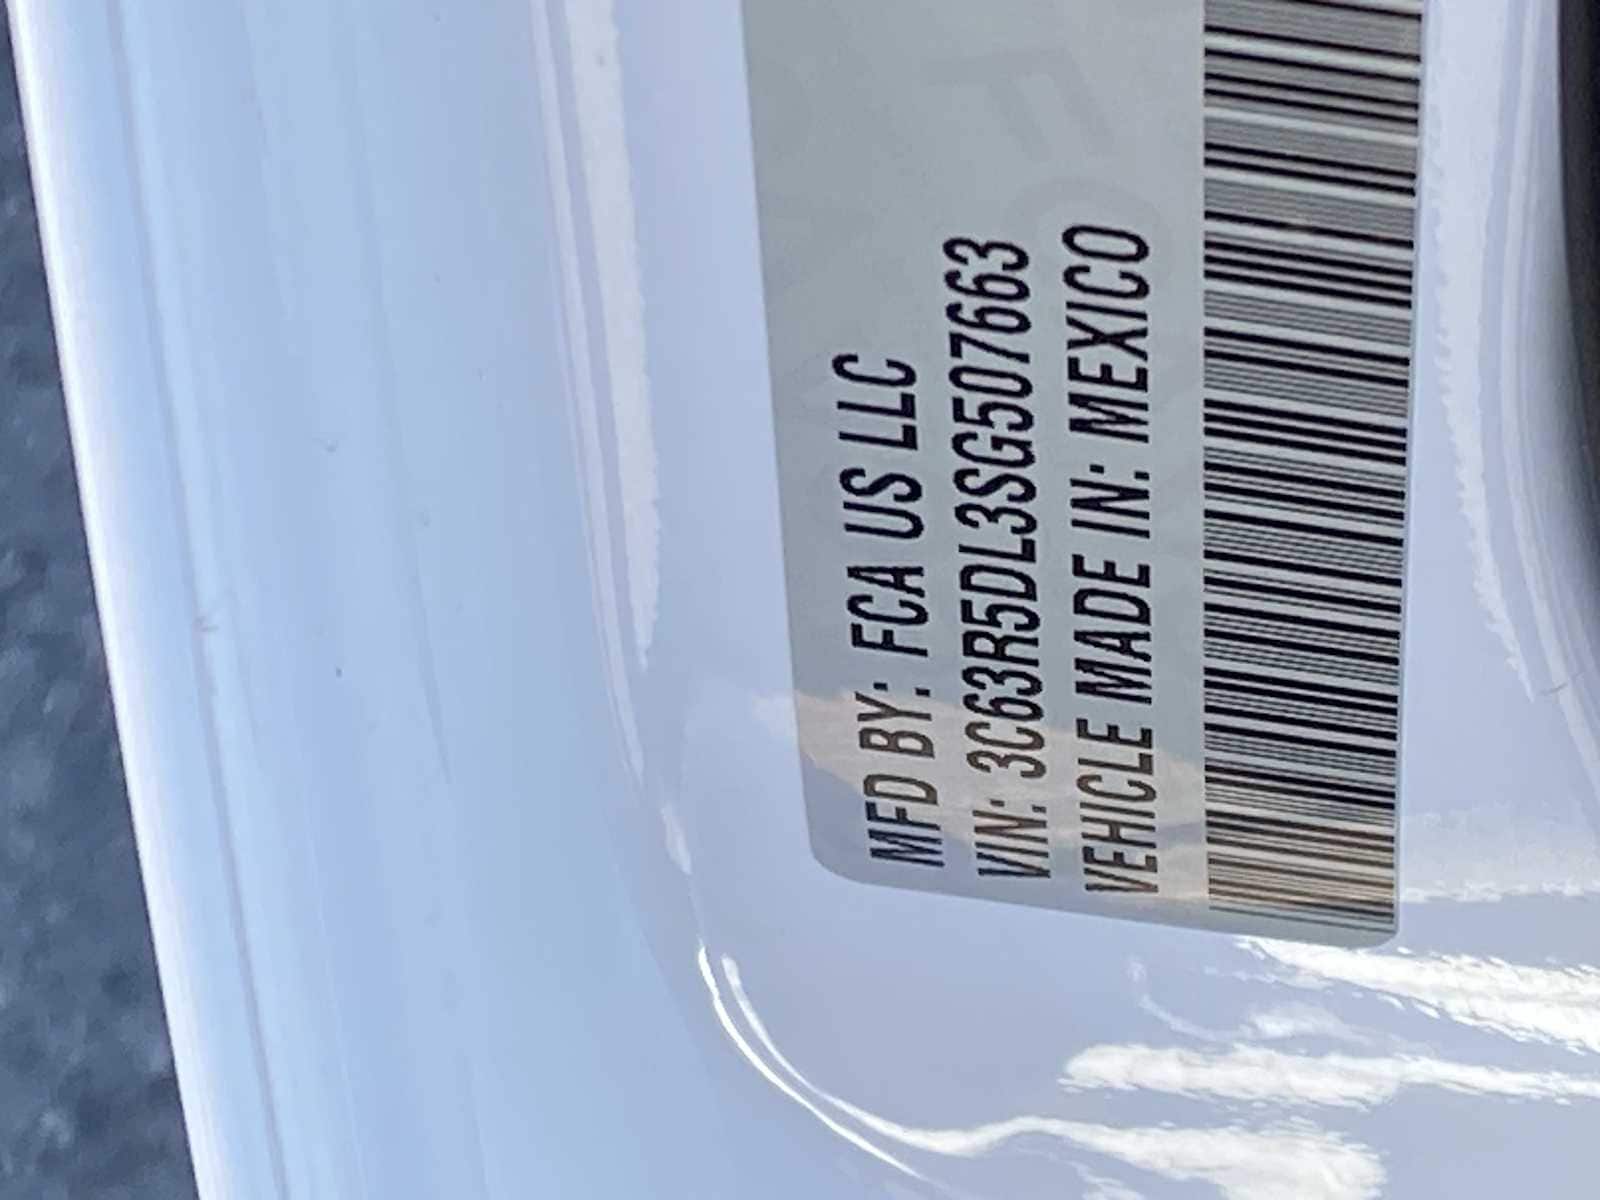 MFD BY: FCA US LLC
VIN: 3C63R5DL3SG507663
VEHICLE MADE IN: MEXICO